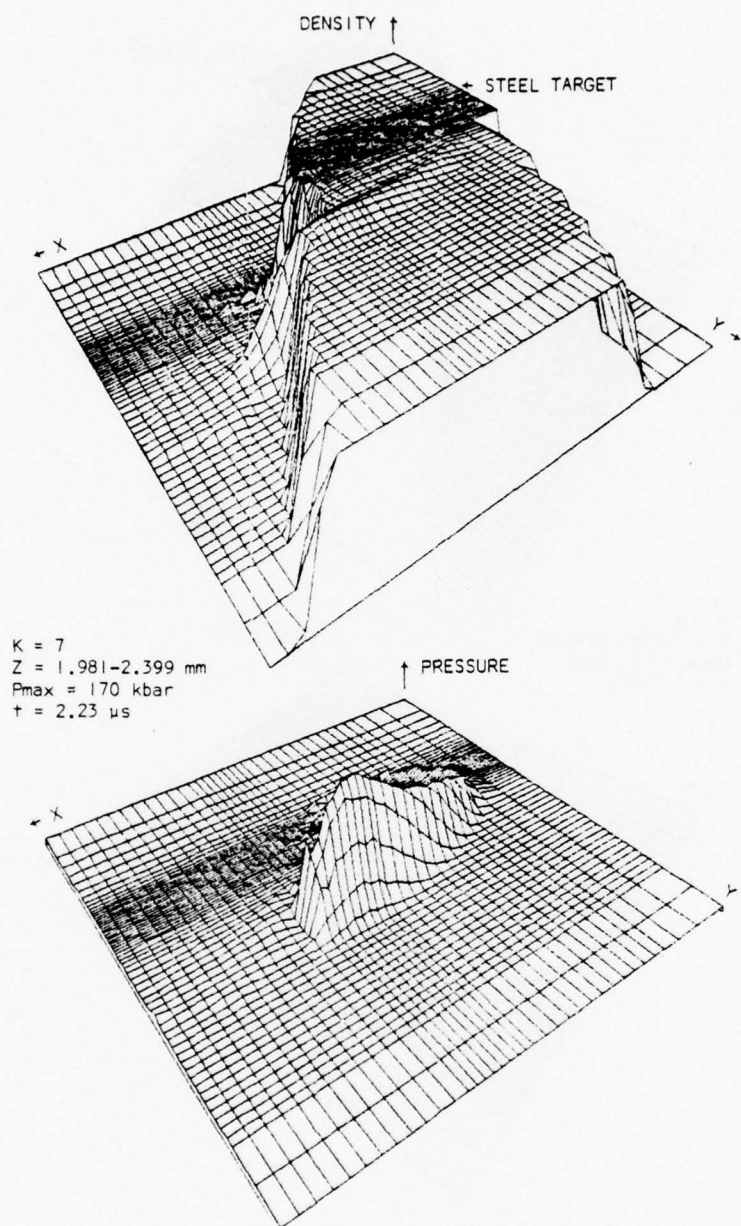 DENSITY
STEEL TARGET
X
Y
K = 7
Z = 1.981-2.399 mm
Pmax = 170 kbar
t = 2.23 µs
PRESSURE
X
Y